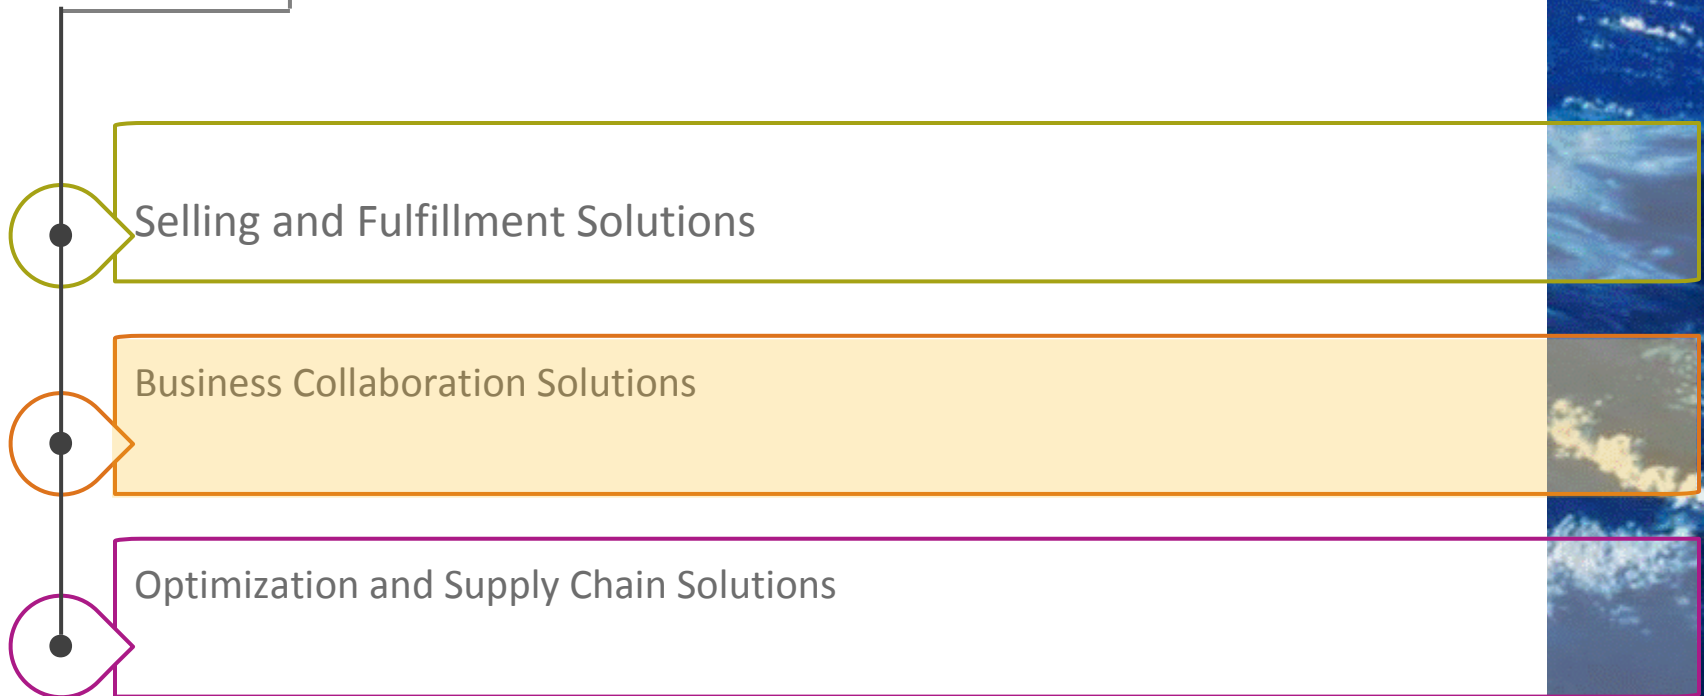 Selling and Fulfillment Solutions
Business Collaboration Solutions
Optimization and Supply Chain Solutions